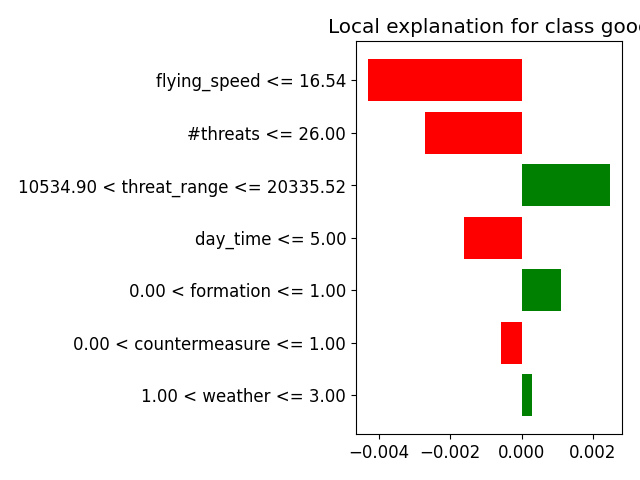 Local explanation for class goo
flying_speed <= 16.54
#threats <= 26.00
10534.90 < threat_range <= 20335.52
day_time <= 5.00
0.00 < formation <= 1.00
0.00 < countermeasure <= 1.00
1.00 < weather <= 3.00
−0.004 −0.002 0.000 0.002